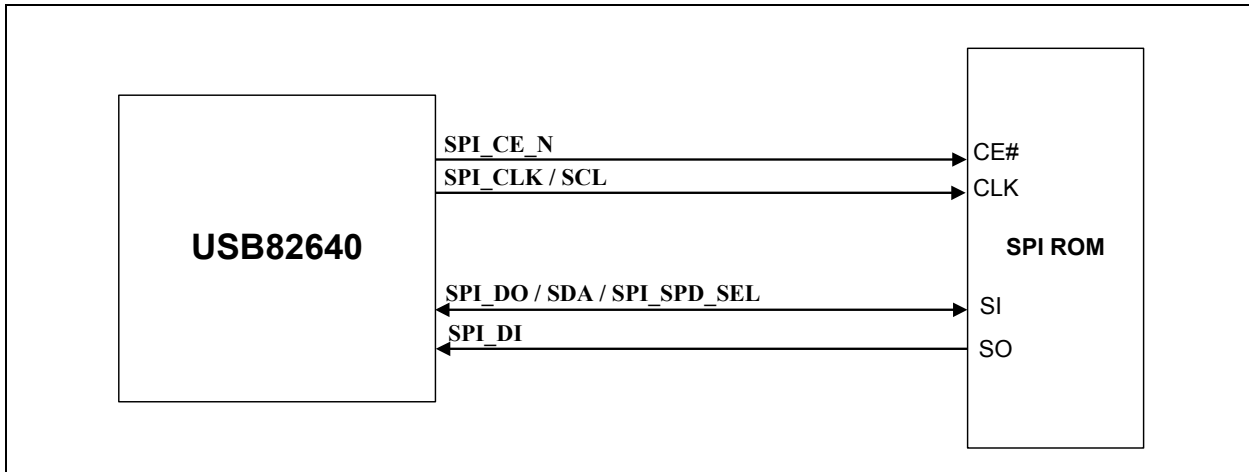 SPI_CE_N
CE#
SPI_CLK / SCL
CLK
USB82640
SPI ROM
SPI_DO / SDA / SPI_SPD_SEL
SI
SPI_DI
SO